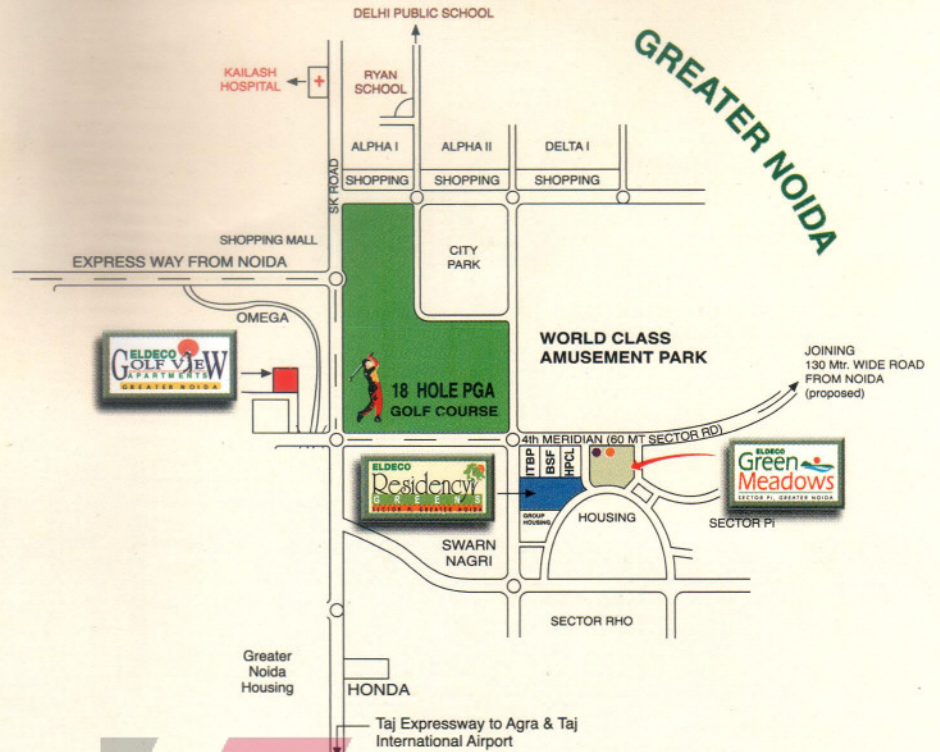 DELHI PUBLIC SCHOOL
GREATER NOIDA
KAILASH
HOSPITAL
RYAN
SCHOOL
ALPHA I
ALPHA II
DELTA I
SHOPPING
SHOPPING
SHOPPING
SK ROAD
SHOPPING MALL
EXPRESS WAY FROM NOIDA
CITY
PARK
OMEGA
ELDECO
GOLF VIEW
APARTMENTS
GREATER NOIDA
WORLD CLASS
AMUSEMENT PARK
18 HOLE PGA
GOLF COURSE
JOINING
130 Mtr. WIDE ROAD
FROM NOIDA
(proposed)
4th MERIDIAN (60 MT SECTOR RD)
ITBP
BSF
HPCL
ELDECO
Residency
GREENS
SECTOR Pi, GREATER NOIDA
ELDECO
Green
Meadows
SECTOR Pi, GREATER NOIDA
GROUP
HOUSING
HOUSING
SECTOR Pi
SWARN
NAGRI
SECTOR RHO
Greater
Noida
Housing
HONDA
Taj Expressway to Agra & Taj
International Airport